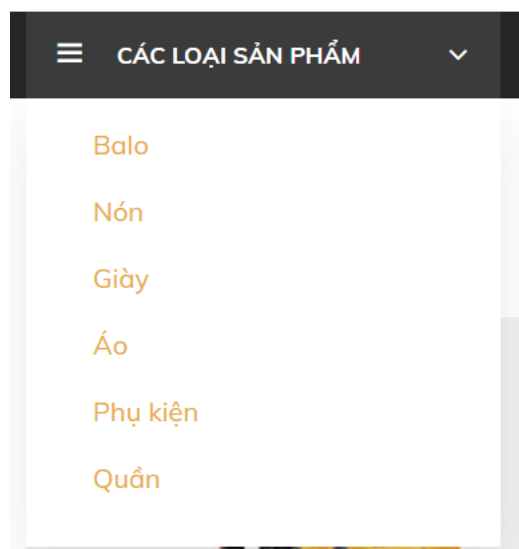 CÁC LOẠI SẢN PHẨM
Balo
Nón
Giày
Áo
Phụ kiện
Quần